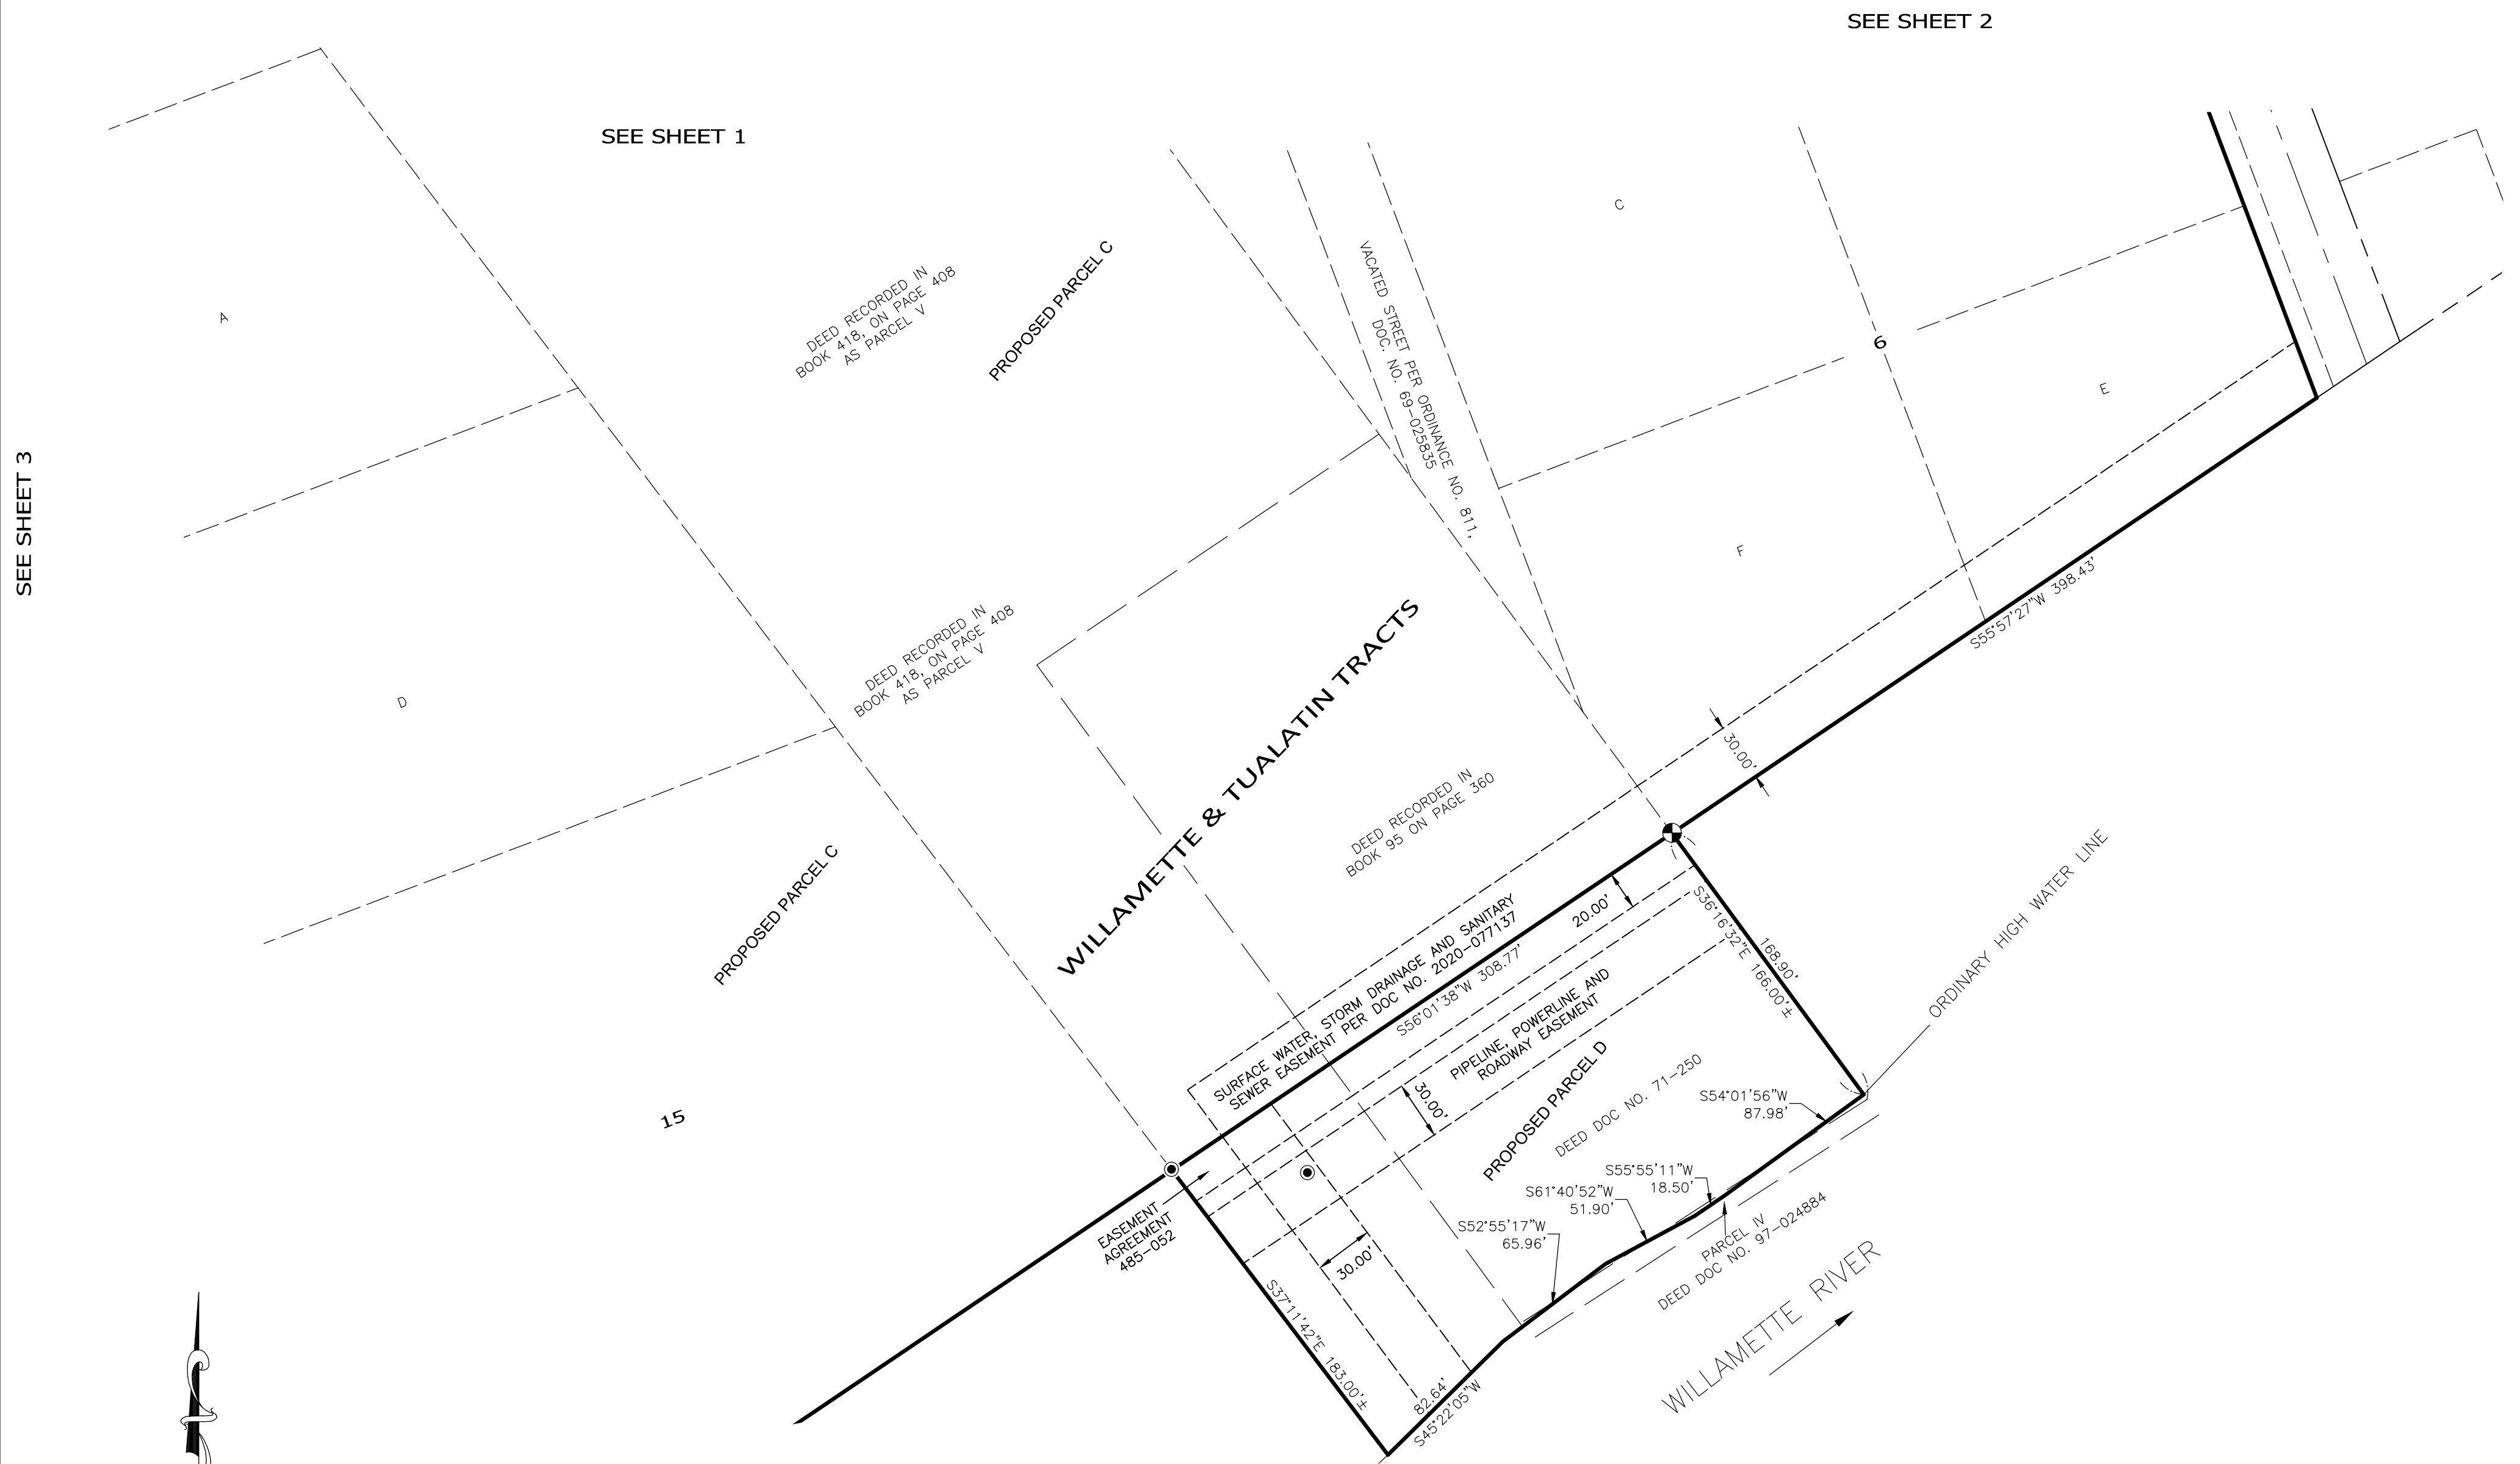 SEE SHEET 2
SEE SHEET 1
SEE SHEET 3
A
DEED RECORDED IN
BOOK 418, ON PAGE 408
AS PARCEL V
PROPOSED PARCEL C
VACATED STREET PER ORDINANCE NO. 811,
DOC. NO. 69-025835
C
6
E
F
D
DEED RECORDED IN
BOOK 418, ON PAGE 408
AS PARCEL V
WILLAMETTE & TUALATIN TRACTS
S55°57'27"W 398.43'
30.00'
DEED RECORDED IN
BOOK 95 ON PAGE 360
PROPOSED PARCEL C
15
SURFACE WATER, STORM DRAINAGE AND SANITARY
SEWER EASEMENT PER DOC NO. 2020-077137
S56°01'38"W 308.77'
20.00'
S36°16'32"E 166.00'±
168.90'
ORDINARY HIGH WATER LINE
PIPELINE, POWERLINE AND
ROADWAY EASEMENT
30.00'
PROPOSED PARCEL D
DEED DOC NO. 71-250
S54°01'56"W
87.98'
S55°55'11"W
18.50'
S61°40'52"W
51.90'
S52°55'17"W
65.96'
EASEMENT
AGREEMENT
485-052
30.00'
S37°11'42"E 183.00'±
82.64'
S45°22'05"W
PARCEL IV
DEED DOC NO. 97-024884
WILLAMETTE RIVER